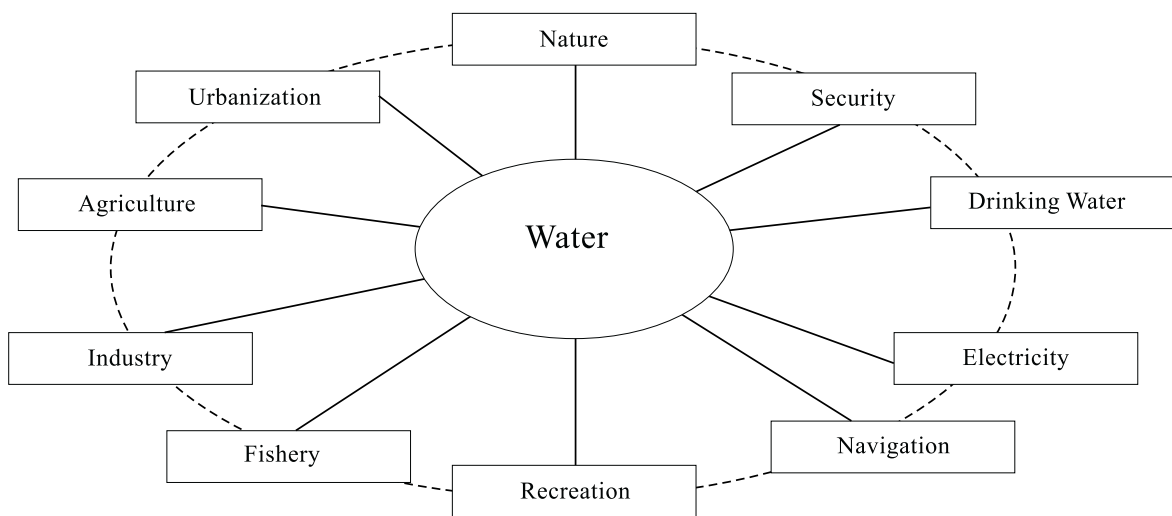 Nature
Urbanization
Security
Agriculture
Drinking Water
Water
Industry
Electricity
Fishery
Navigation
Recreation